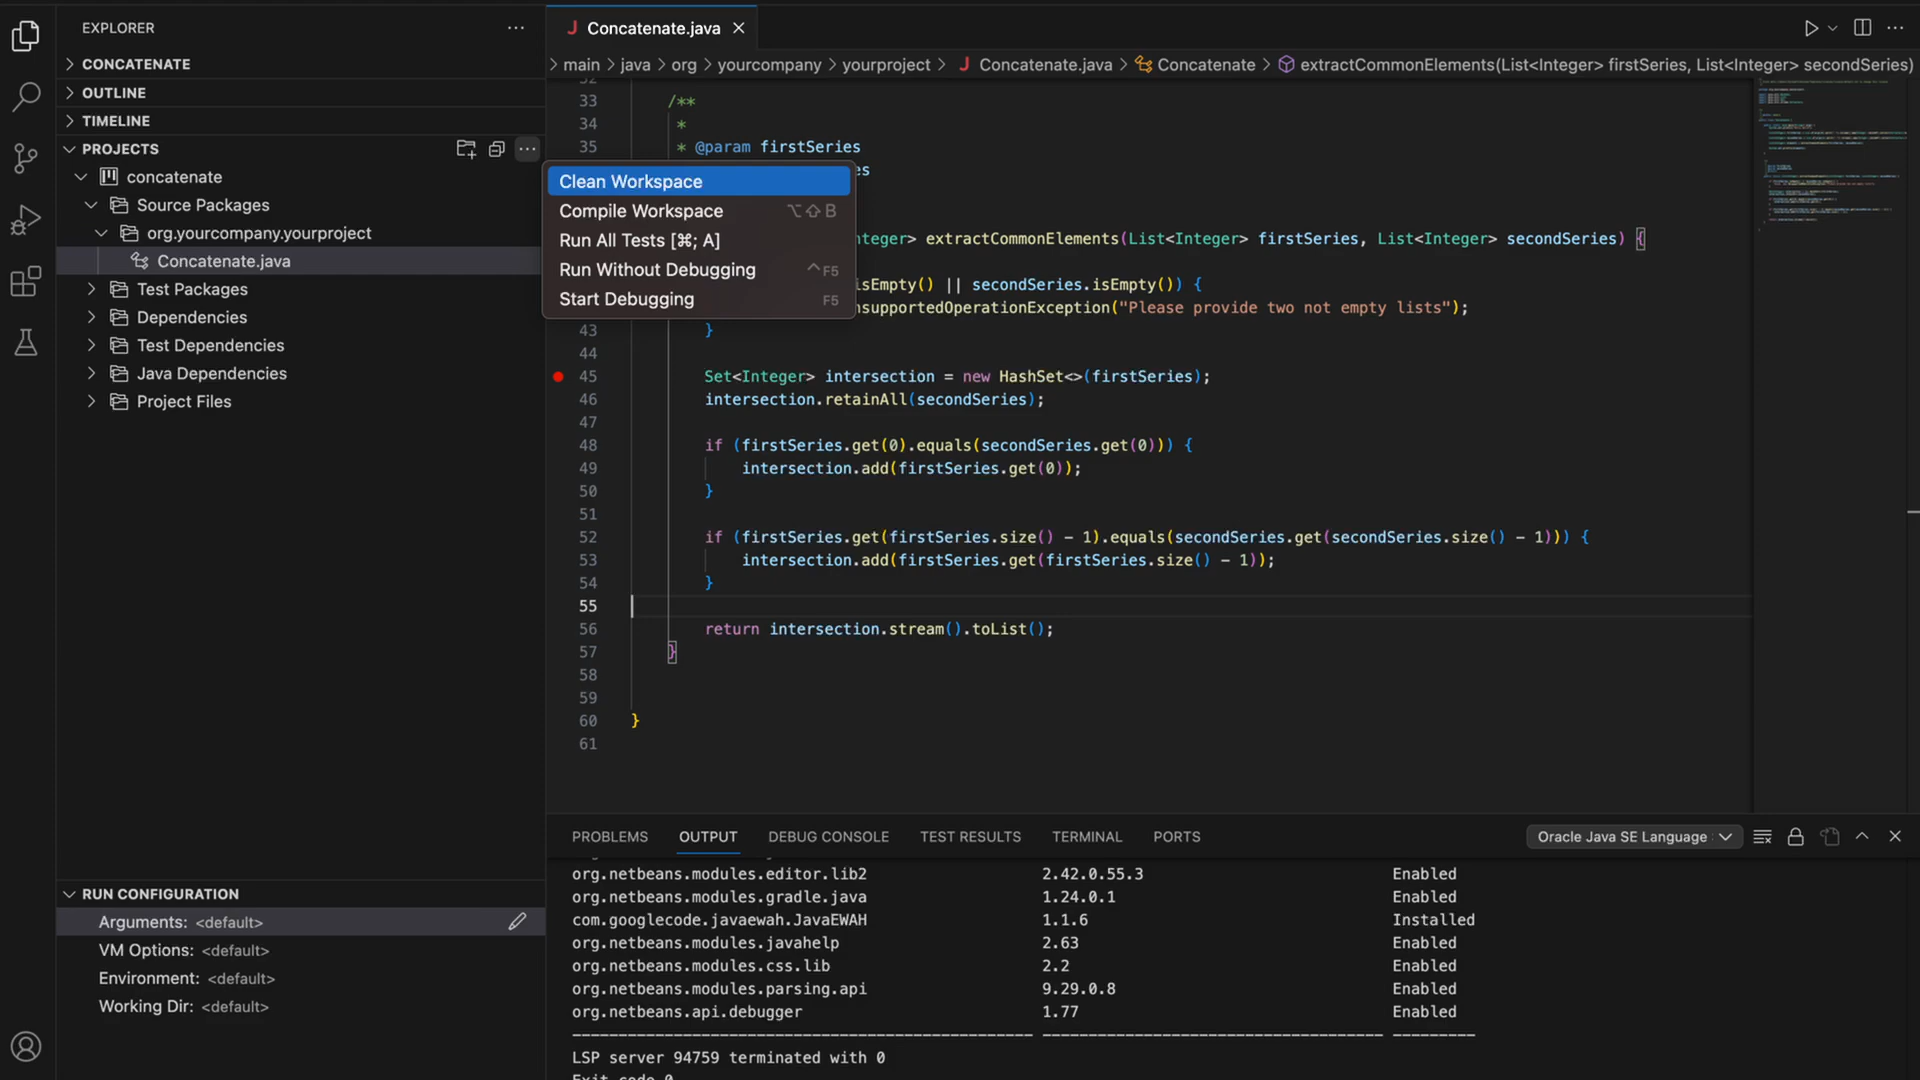 EXPLORER
CONCATENATE
OUTLINE
TIMELINE
PROJECTS
concatenate
Source Packages
org.yourcompany.yourproject
Concatenate.java
Test Packages
Dependencies
Test Dependencies
Java Dependencies
Project Files
RUN CONFIGURATION
Arguments: <default>
VM Options: <default>
Environment: <default>
Working Dir: <default>
J Concatenate.java
main > java > org > yourcompany > yourproject > J Concatenate.java > Concatenate > extractCommonElements(List<Integer> firstSeries, List<Integer> secondSeries)
Clean Workspace
Compile Workspace ⌥⇧B
Run All Tests [⌘; A]
Run Without Debugging ^F5
Start Debugging F5
32
33 /**
34 *
35 * @param firstSeries
es
nteger> extractCommonElements(List<Integer> firstSeries, List<Integer> secondSeries) {
isEmpty() || secondSeries.isEmpty()) {
nsupportedOperationException("Please provide two not empty lists");
43 }
44
45 Set<Integer> intersection = new HashSet<>(firstSeries);
46 intersection.retainAll(secondSeries);
47
48 if (firstSeries.get(0).equals(secondSeries.get(0))) {
49 intersection.add(firstSeries.get(0));
50 }
51
52 if (firstSeries.get(firstSeries.size() - 1).equals(secondSeries.get(secondSeries.size() - 1))) {
53 intersection.add(firstSeries.get(firstSeries.size() - 1));
54 }
55
56 return intersection.stream().toList();
57 }
58
59
60 }
61
PROBLEMS OUTPUT DEBUG CONSOLE TEST RESULTS TERMINAL PORTS
Oracle Java SE Language
org.netbeans.modules.editor.lib2 2.42.0.55.3 Enabled
org.netbeans.modules.gradle.java 1.24.0.1 Enabled
com.googlecode.javaewah.JavaEWAH 1.1.6 Installed
org.netbeans.modules.javahelp 2.63 Enabled
org.netbeans.modules.css.lib 2.2 Enabled
org.netbeans.modules.parsing.api 9.29.0.8 Enabled
org.netbeans.api.debugger 1.77 Enabled
LSP server 94759 terminated with 0
Exit code 0